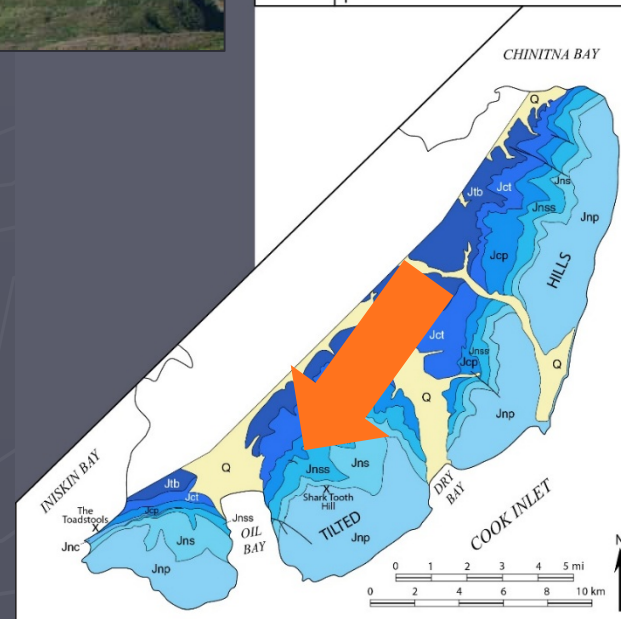 CHINITNA BAY
Q
Jtb
Jct
Jns
Jnss
Jnp
Jcp
HILLS
Jct
Jnss
Jcp
Q
Q
Jnp
INISKIN BAY
Q
Jtb
Jct
Jcp
The
Toadstools
X
Jnc
Jns
Jnp
Jnss
OIL
BAY
Jnss
Jns
X
Shark Tooth
Hill
TILTED
Jnp
DRY
BAY
COOK INLET
N
0 1 2 3 4 5 mi
0 2 4 6 8 10 km